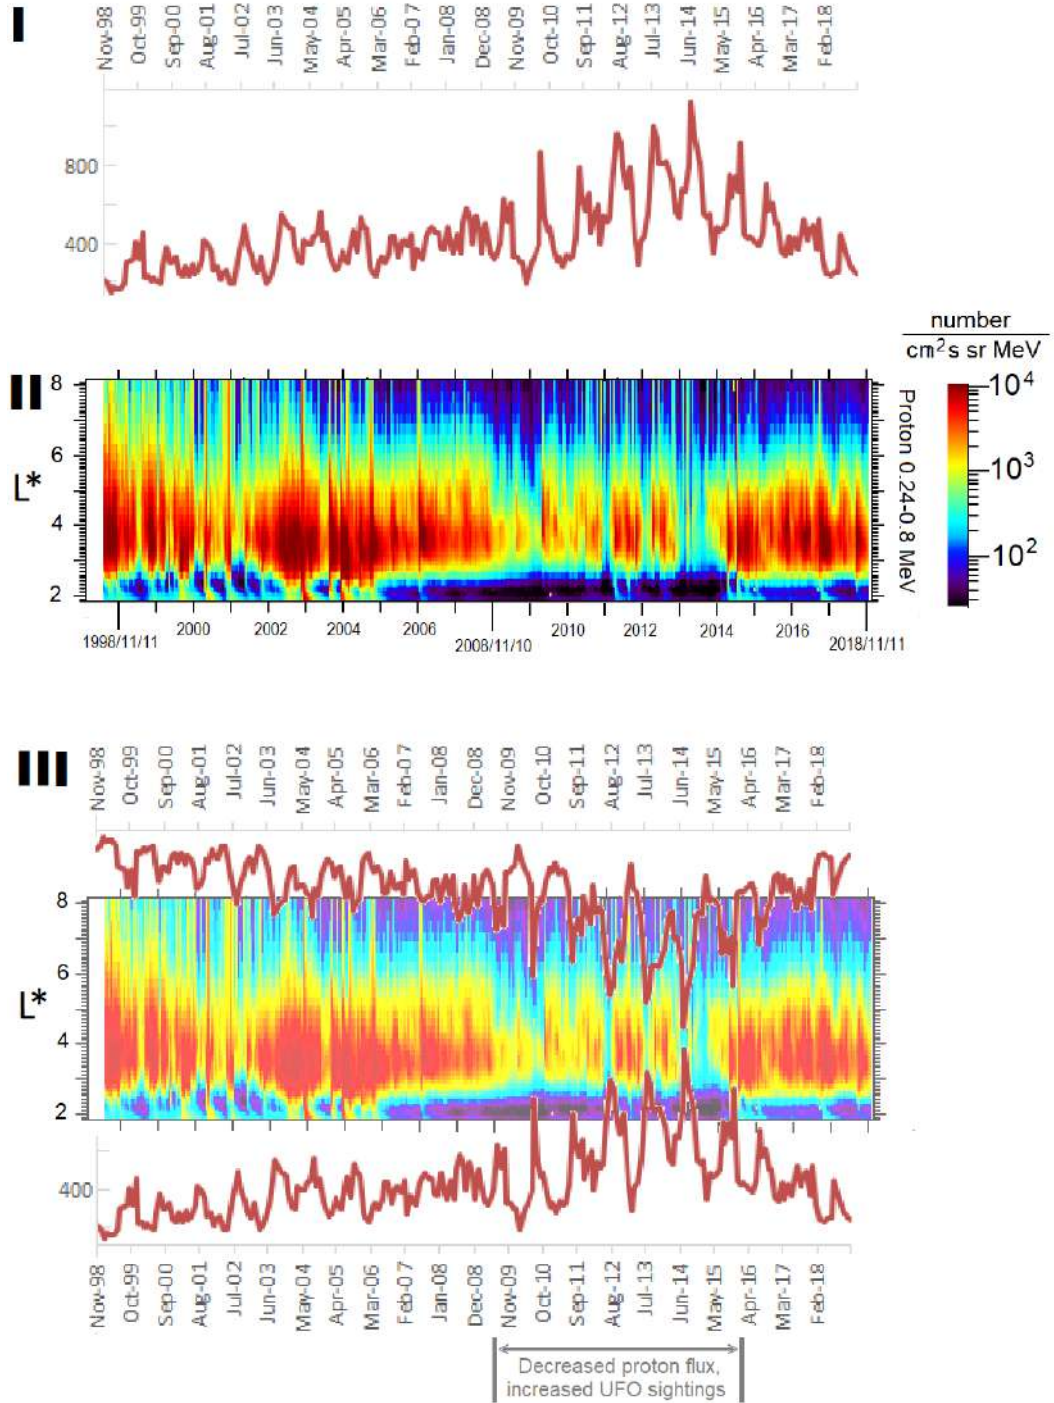 I
Nov-98 Oct-99 Sep-00 Aug-01 Jul-02 Jun-03 May-04 Apr-05 Mar-06 Feb-07 Jan-08 Dec-08 Nov-09 Oct-10 Sep-11 Aug-12 Jul-13 Jun-14 May-15 Apr-16 Mar-17 Feb-18
800
400
number
cm²s sr MeV
II
8
6
L*
4
2
10⁴
10³
10²
Proton 0.24-0.8 MeV
1998/11/11 2000 2002 2004 2006 2008/11/10 2010 2012 2014 2016 2018/11/11
III
Nov-98 Oct-99 Sep-00 Aug-01 Jul-02 Jun-03 May-04 Apr-05 Mar-06 Feb-07 Jan-08 Dec-08 Nov-09 Oct-10 Sep-11 Aug-12 Jul-13 Jun-14 May-15 Apr-16 Mar-17 Feb-18
8
6
L*
4
2
400
Nov-98 Oct-99 Sep-00 Aug-01 Jul-02 Jun-03 May-04 Apr-05 Mar-06 Feb-07 Jan-08 Dec-08 Nov-09 Oct-10 Sep-11 Aug-12 Jul-13 Jun-14 May-15 Apr-16 Mar-17 Feb-18
Decreased proton flux,
increased UFO sightings